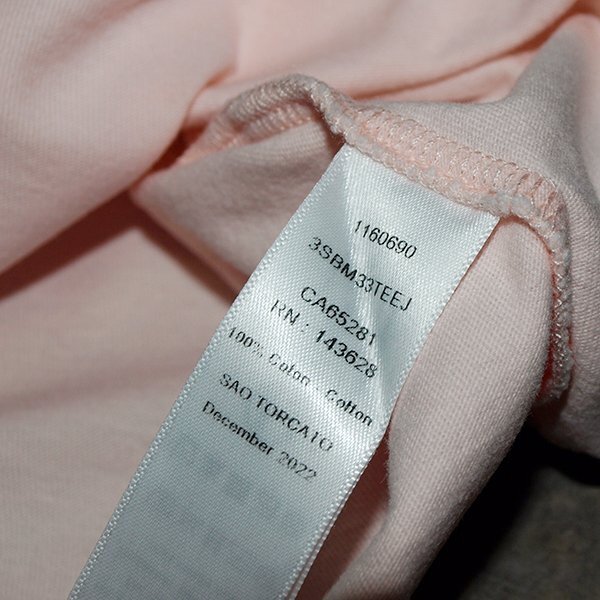 1160690
3SBM33TEEJ
CA65281
RN : 143628
100% Coton - Cotton
SAO TORCATO
December 2022